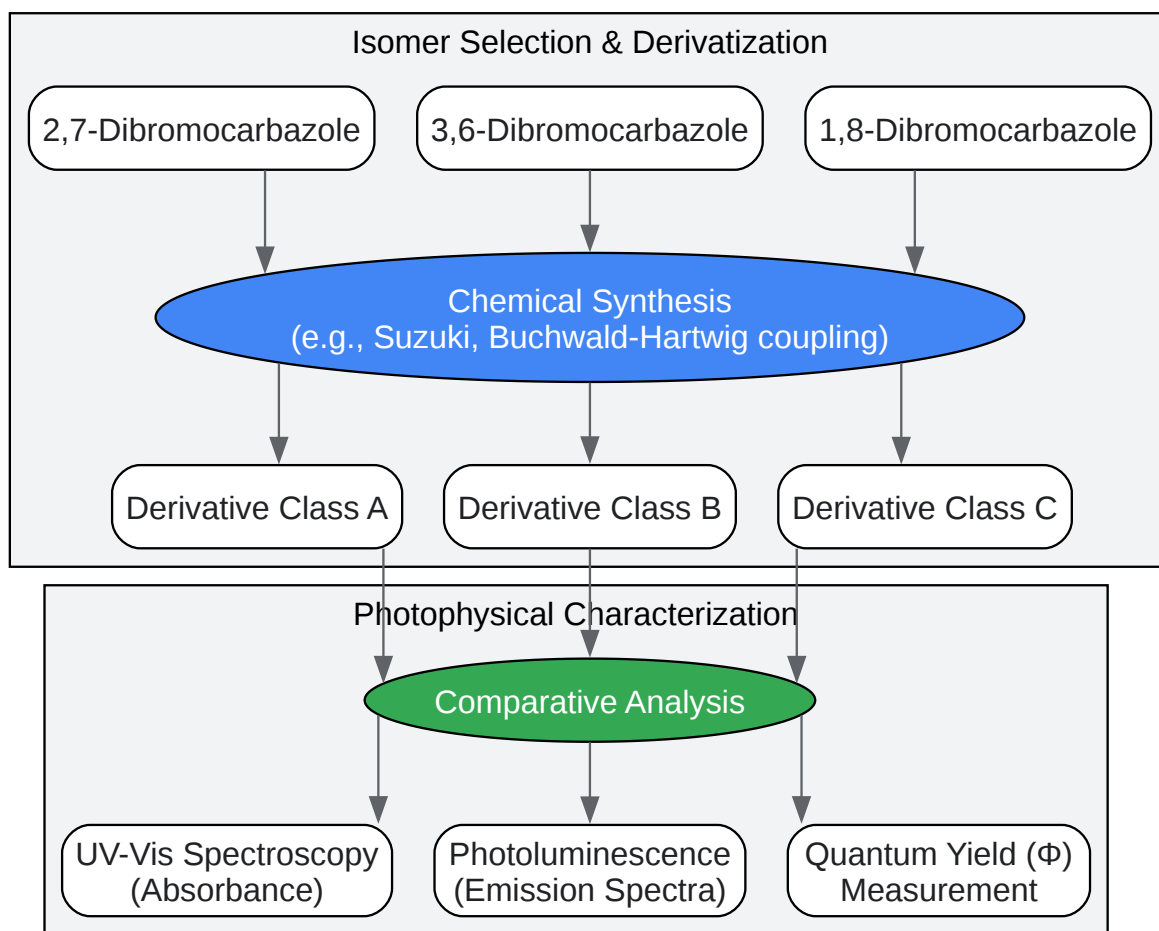 Isomer Selection & Derivatization
2,7-Dibromocarbazole
3,6-Dibromocarbazole
1,8-Dibromocarbazole
Chemical Synthesis
(e.g., Suzuki, Buchwald-Hartwig coupling)
Derivative Class A
Derivative Class B
Derivative Class C
Photophysical Characterization
Comparative Analysis
UV-Vis Spectroscopy
(Absorbance)
Photoluminescence
(Emission Spectra)
Quantum Yield (Φ)
Measurement